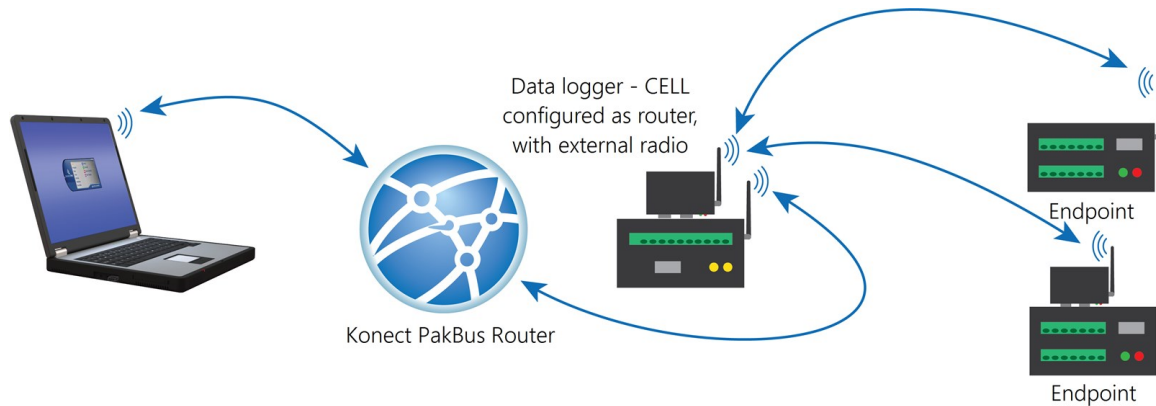 Data logger - CELL
configured as router,
with external radio
Konect PakBus Router
Endpoint
Endpoint